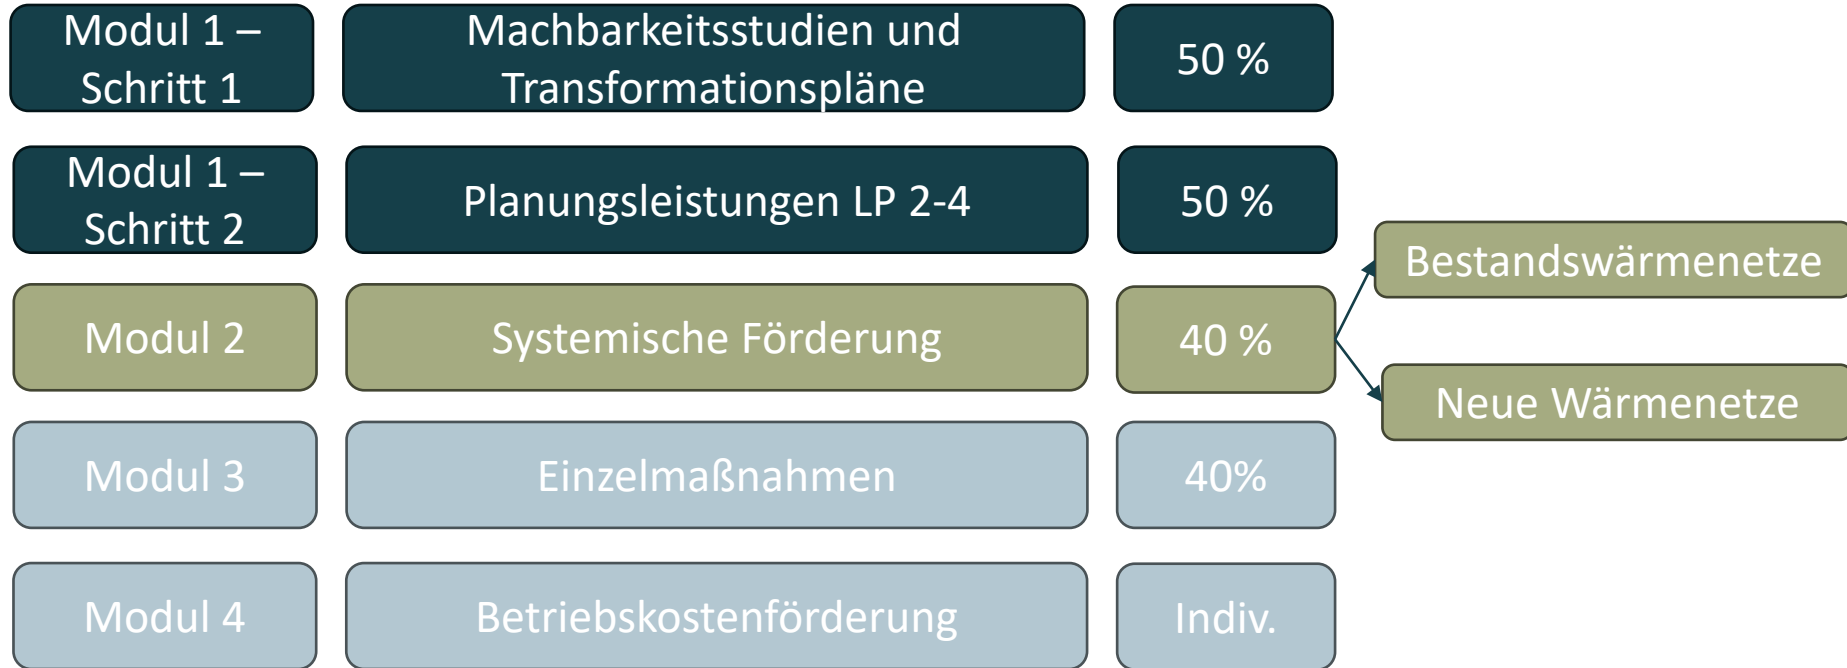 Modul 1 –
Schritt 1
Machbarkeitsstudien und
Transformationspläne
50 %
Modul 1 –
Schritt 2
Planungsleistungen LP 2-4
50 %
Bestandswärmenetze
Modul 2
Systemische Förderung
40 %
Neue Wärmenetze
Modul 3
Einzelmaßnahmen
40%
Modul 4
Betriebskostenförderung
Indiv.